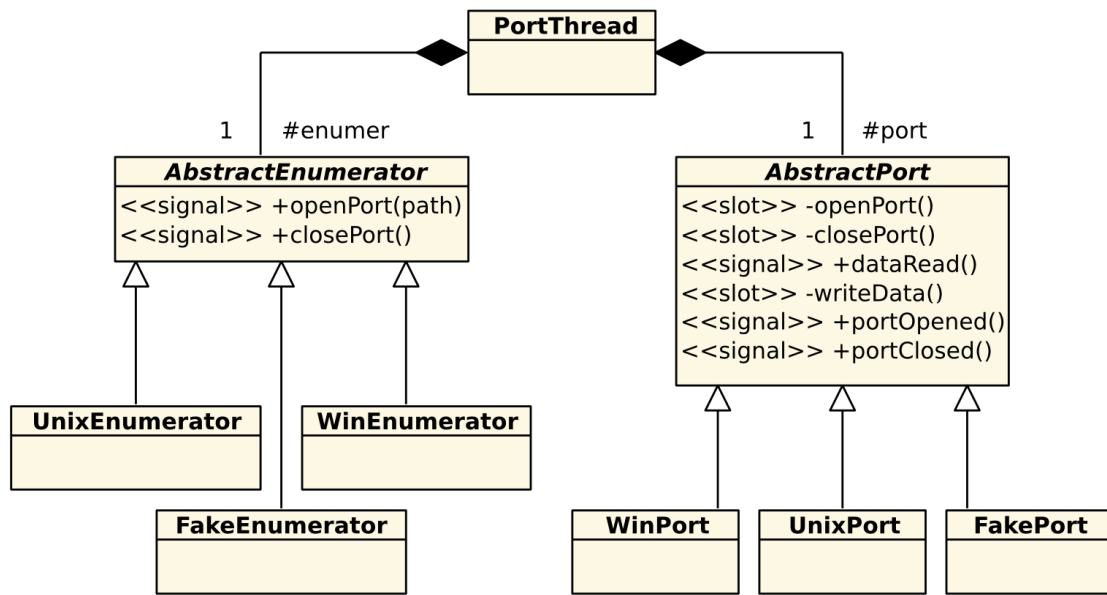 PortThread
1 #enumer
1 #port
AbstractEnumerator
<<signal>> +openPort(path)
<<signal>> +closePort()
AbstractPort
<<slot>> -openPort()
<<slot>> -closePort()
<<signal>> +dataRead()
<<slot>> -writeData()
<<signal>> +portOpened()
<<signal>> +portClosed()
UnixEnumerator
WinEnumerator
FakeEnumerator
WinPort
UnixPort
FakePort